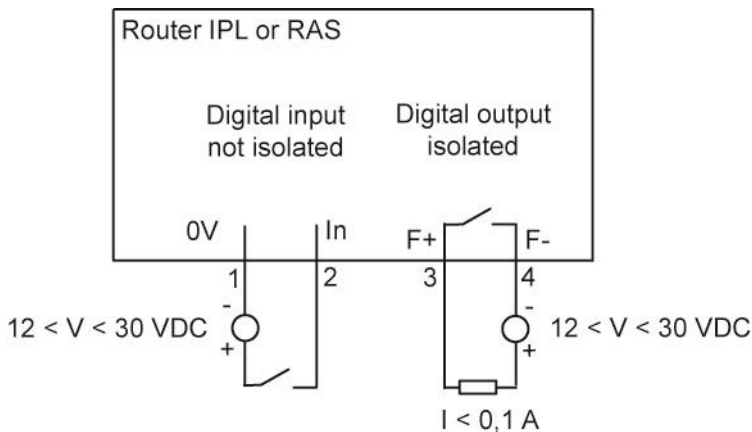 Router IPL or RAS
Digital input
not isolated
Digital output
isolated
0V
In
F+
F-
1
2
3
4
-
+
12 < V < 30 VDC
-
+
12 < V < 30 VDC
I < 0,1 A